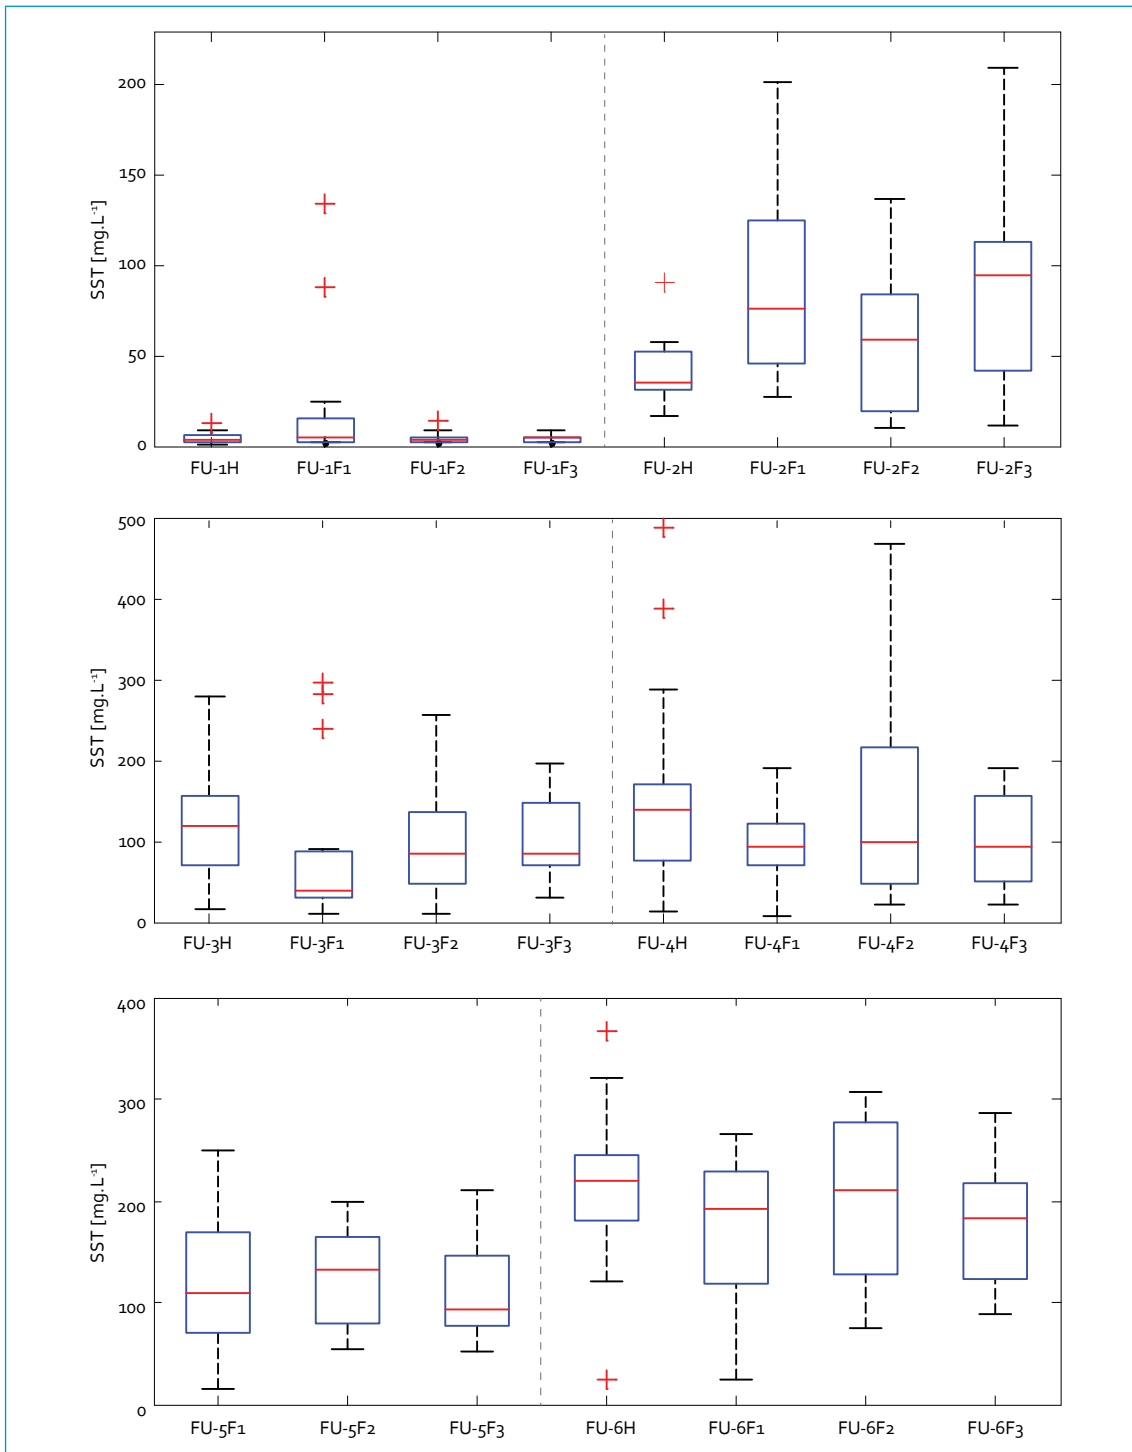 200
150
100
50
0
SST [mg.L⁻¹]
FU-1H FU-1F1 FU-1F2 FU-1F3 FU-2H FU-2F1 FU-2F2 FU-2F3
500
400
300
200
100
0
SST [mg.L⁻¹]
FU-3H FU-3F1 FU-3F2 FU-3F3 FU-4H FU-4F1 FU-4F2 FU-4F3
400
300
200
100
0
SST [mg.L⁻¹]
FU-5F1 FU-5F2 FU-5F3 FU-6H FU-6F1 FU-6F2 FU-6F3